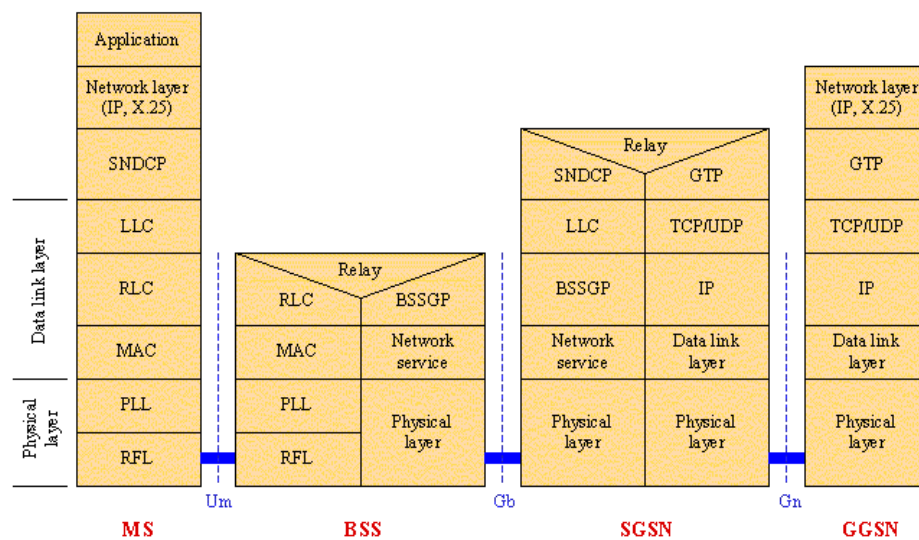 Application
Network layer
(IP, X.25)
SNDCP
LLC
RLC
MAC
PLL
RFL
Data link layer
Physical
layer
Um
MS
Relay
RLC
BSSGP
MAC
Network
service
PLL
Physical
layer
RFL
Gb
BSS
Relay
SNDCP
GTP
LLC
TCP/UDP
BSSGP
IP
Network
service
Data link
layer
Physical
layer
Physical
layer
Gn
SGSN
Network layer
(IP, X.25)
GTP
TCP/UDP
IP
Data link
layer
Physical
layer
GGSN